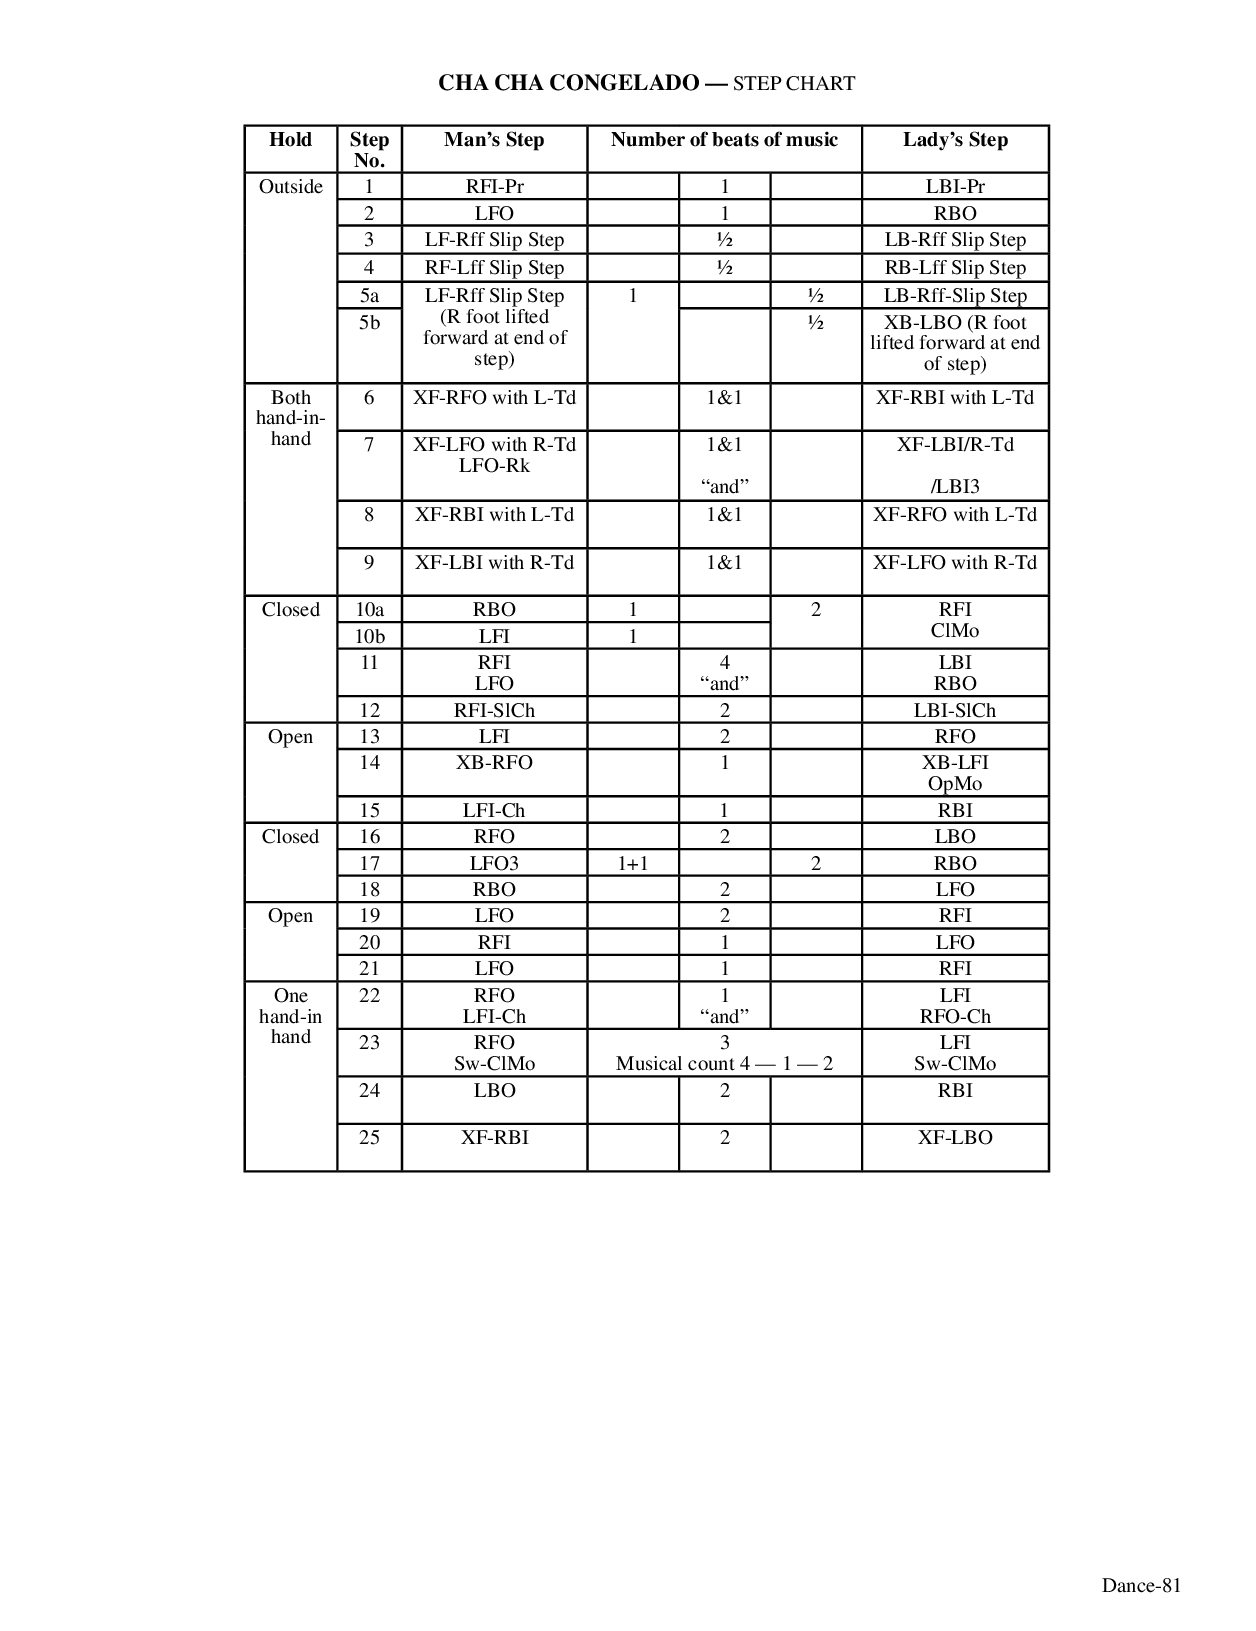 CHA CHA CONGELADO — STEP CHART
Hold Step No. Man's Step Number of beats of music Lady's Step
Outside 1 RFI-Pr 1 LBI-Pr
2 LFO 1 RBO
3 LF-Rff Slip Step ½ LB-Rff Slip Step
4 RF-Lff Slip Step ½ RB-Lff Slip Step
5a LF-Rff Slip Step 1 ½ LB-Rff-Slip Step
(R foot lifted
5b ½ XB-LBO (R foot
forward at end of
lifted forward at end
step)
of step)
Both 6 XF-RFO with L-Td 1&1 XF-RBI with L-Td
hand-in-
hand
7 XF-LFO with R-Td 1&1 XF-LBI/R-Td
LFO-Rk
“and” /LBI3
8 XF-RBI with L-Td 1&1 XF-RFO with L-Td
9 XF-LBI with R-Td 1&1 XF-LFO with R-Td
Closed 10a RBO 1 2 RFI
ClMo
10b LFI 1
11 RFI 4 LBI
LFO “and” RBO
12 RFI-SlCh 2 LBI-SlCh
Open 13 LFI 2 RFO
14 XB-RFO 1 XB-LFI
OpMo
15 LFI-Ch 1 RBI
Closed 16 RFO 2 LBO
17 LFO3 1+1 2 RBO
18 RBO 2 LFO
Open 19 LFO 2 RFI
20 RFI 1 LFO
21 LFO 1 RFI
One 22 RFO 1 LFI
hand-in LFI-Ch “and” RFO-Ch
hand
23 RFO 3 LFI
Sw-ClMo Musical count 4 — 1 — 2 Sw-ClMo
24 LBO 2 RBI
25 XF-RBI 2 XF-LBO
Dance-81